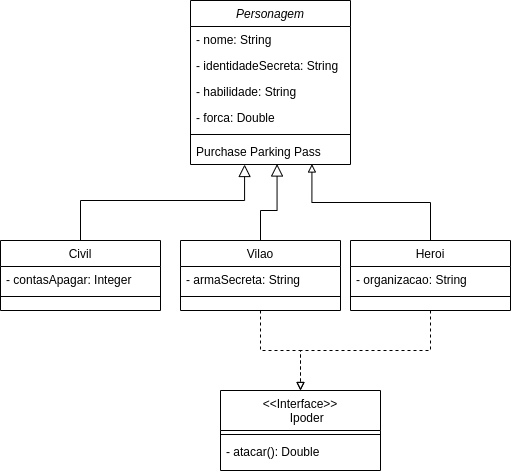 Personagem
- nome: String
- identidadeSecreta: String
- habilidade: String
- forca: Double
Purchase Parking Pass
Civil
- contasApagar: Integer
Vilao
- armaSecreta: String
Heroi
- organizacao: String
<<Interface>>
Ipoder
- atacar(): Double